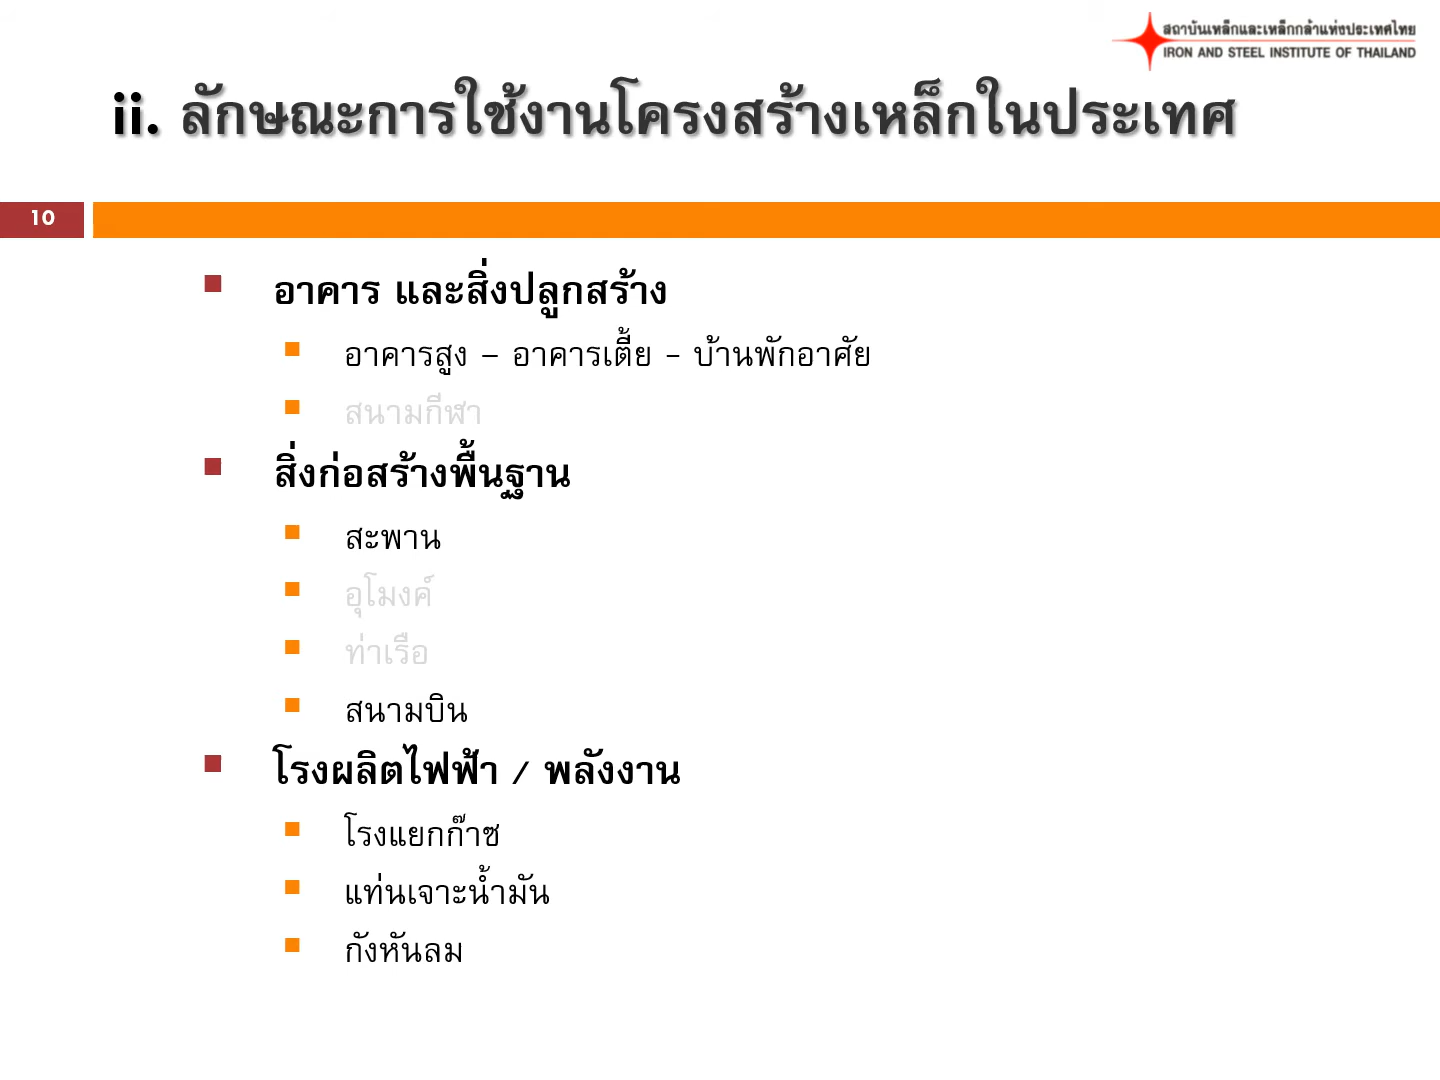 สถาบันเหล็กและเหล็กกล้าแห่งประเทศไทย
IRON AND STEEL INSTITUTE OF THAILAND
ii. ลักษณะการใช้งานโครงสร้างเหล็กในประเทศ
10
อาคาร และสิ่งปลูกสร้าง
อาคารสูง – อาคารเตี้ย - บ้านพักอาศัย
สนามกีฬา
สิ่งก่อสร้างพื้นฐาน
สะพาน
อุโมงค์
ท่าเรือ
สนามบิน
โรงผลิตไฟฟ้า / พลังงาน
โรงแยกก๊าซ
แท่นเจาะน้ำมัน
กังหันลม